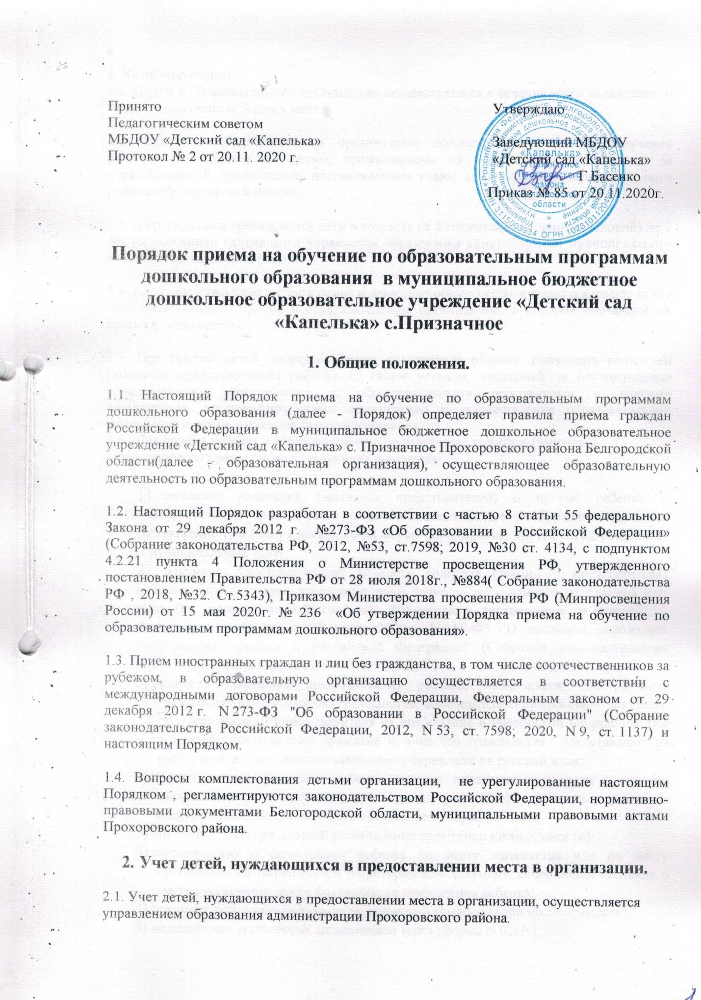 Принято
Педагогическим советом
МБДОУ «Детский сад «Капелька»
Протокол № 2 от 20.11. 2020 г.
Утверждаю
Заведующий МБДОУ
«Детский сад «Капелька»
Т .Басенко
Приказ № 85 от 20.11.2020г.
Порядок приема на обучение по образовательным программам
дошкольного образования в муниципальное бюджетное
дошкольное образовательное учреждение «Детский сад
«Капелька» с.Призначное
1. Общие положения.
1.1. Настоящий Порядок приема на обучение по образовательным программам
дошкольного образования (далее - Порядок) определяет правила приема граждан
Российской Федерации в муниципальное бюджетное дошкольное образовательное
учреждение «Детский сад «Капелька» с. Призначное Прохоровского района Белгородской
области(далее - образовательная организация), осуществляющее образовательную
деятельность по образовательным программам дошкольного образования.
1.2. Настоящий Порядок разработан в соответствии с частью 8 статьи 55 федерального
Закона от 29 декабря 2012 г. №273-ФЗ «Об образовании в Российской Федерации»
(Собрание законодательства РФ, 2012, №53, ст.7598; 2019, №30 ст. 4134, с подпунктом
4.2.21 пункта 4 Положения о Министерстве просвещения РФ, утвержденного
постановлением Правительства РФ от 28 июля 2018г., №884( Собрание законодательства
РФ , 2018, №32. Ст.5343), Приказом Министерства просвещения РФ (Минпросвещения
России) от 15 мая 2020г. № 236 «Об утверждении Порядка приема на обучение по
образовательным программам дошкольного образования».
1.3. Прием иностранных граждан и лиц без гражданства, в том числе соотечественников за
рубежом, в образовательную организацию осуществляется в соответствии с
международными договорами Российской Федерации, Федеральным законом от 29
декабря 2012 г. N 273-ФЗ "Об образовании в Российской Федерации" (Собрание
законодательства Российской Федерации, 2012, N 53, ст. 7598; 2020, N 9, ст. 1137) и
настоящим Порядком.
1.4. Вопросы комплектования детьми организации, не урегулированные настоящим
Порядком , регламентируются законодательством Российской Федерации, нормативно-
правовыми документами Белогородской области, муниципальными правовыми актами
Прохоровского района.
2. Учет детей, нуждающихся в предоставлении места в организации.
2.1. Учет детей, нуждающихся в предоставлении места в организации, осуществляется
управлением образования администрации Прохоровского района.